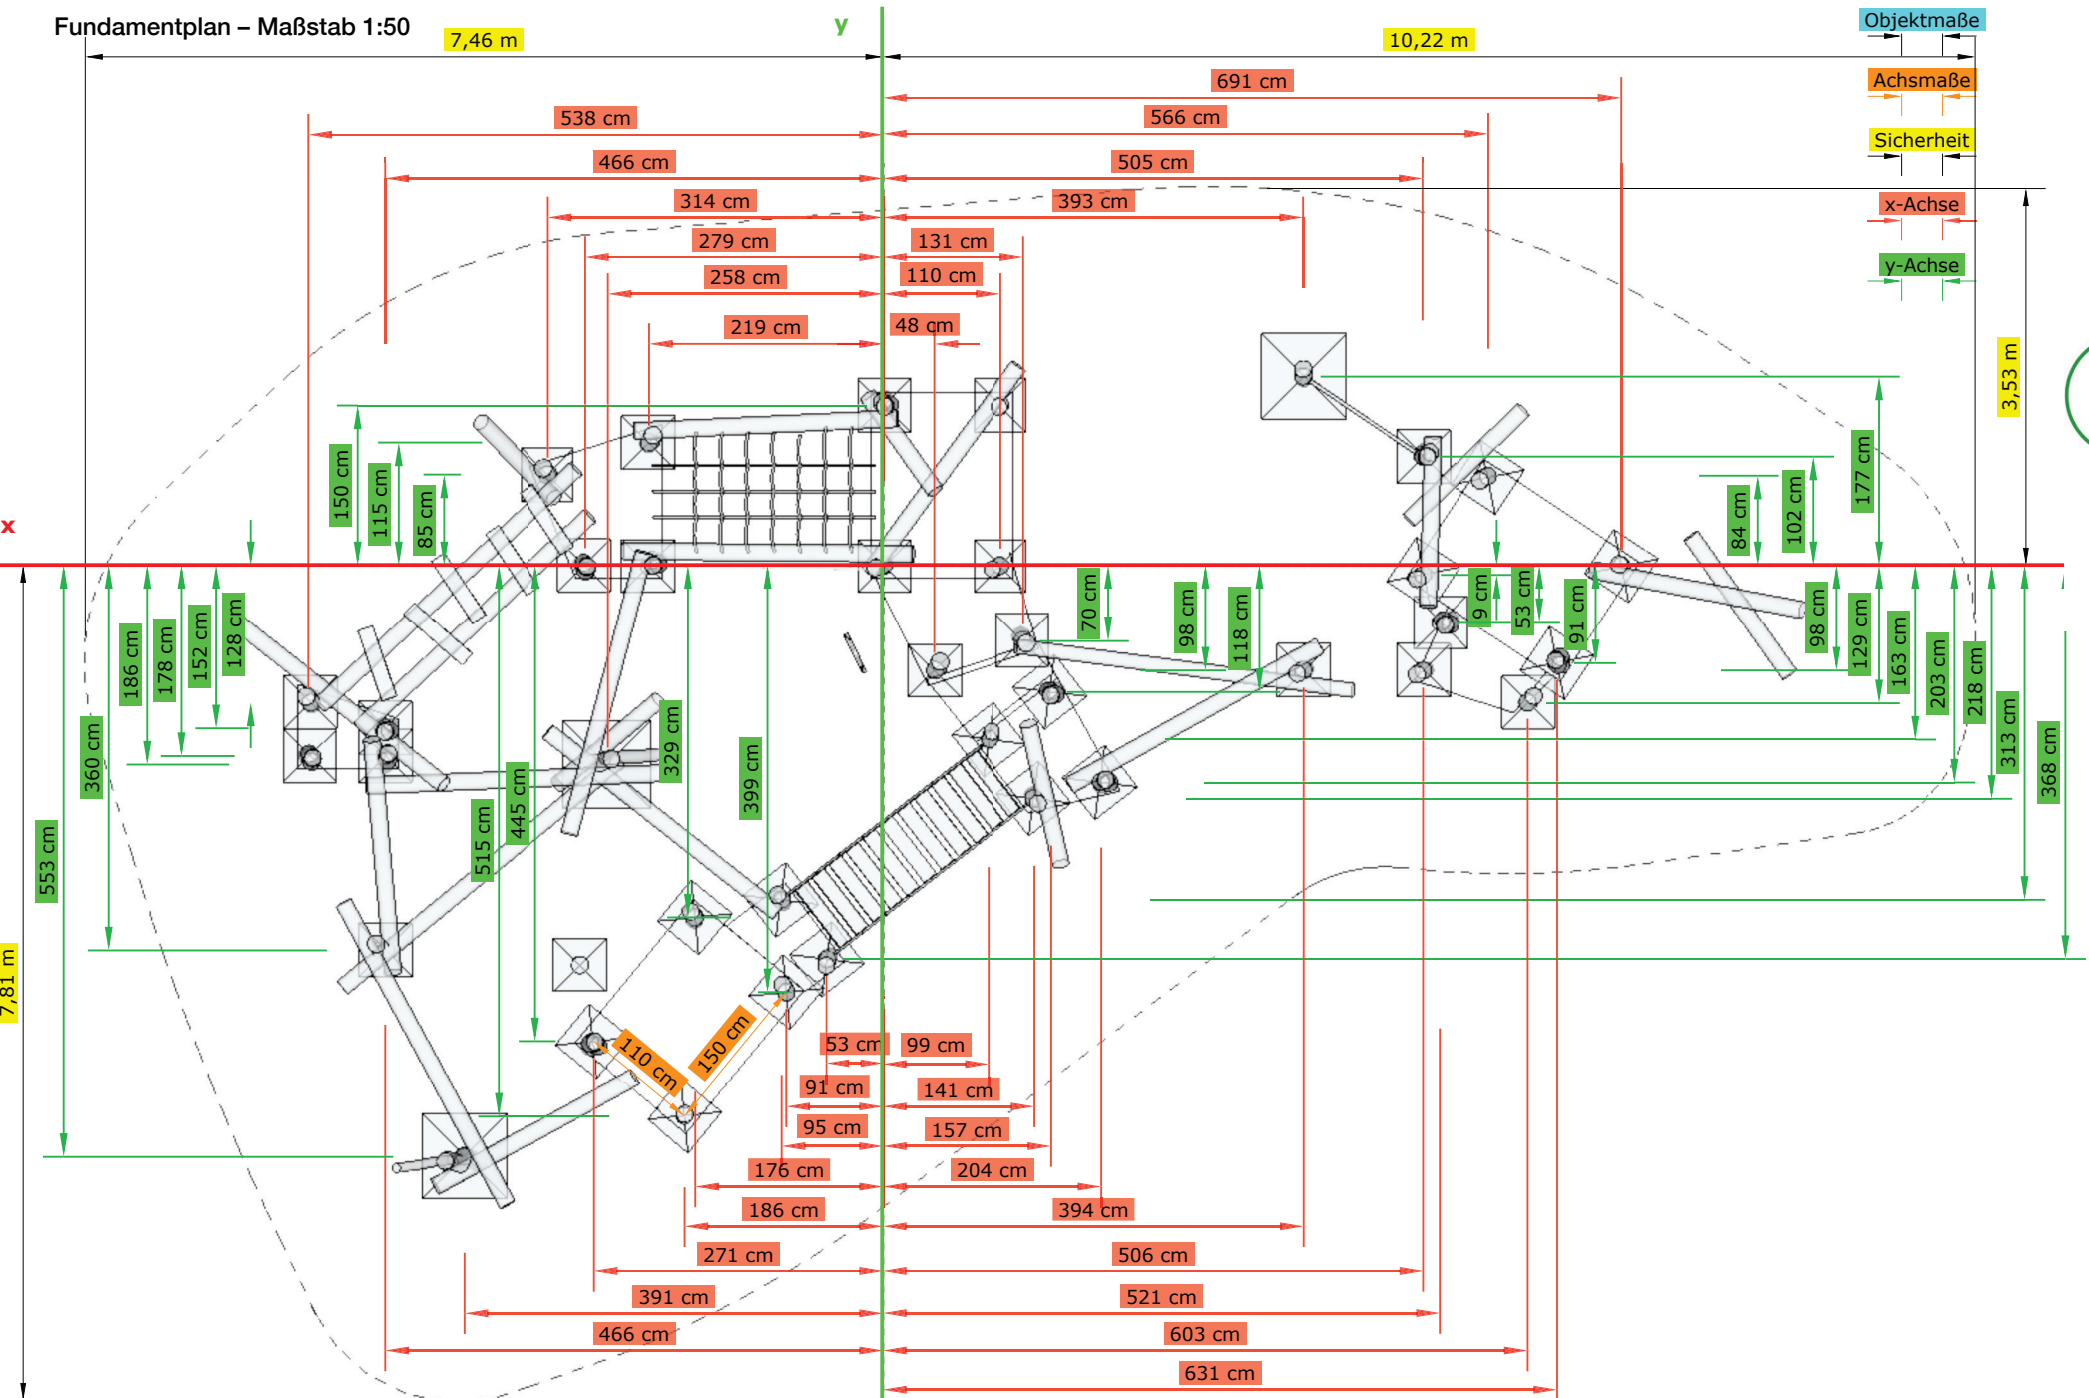 Fundamentplan – Maßstab 1:50
y
7,46 m
10,22 m
Objektmaße
691 cm
Achsmaße
538 cm
566 cm
Sicherheit
466 cm
505 cm
314 cm
393 cm
x-Achse
279 cm
131 cm
258 cm
110 cm
y-Achse
219 cm
48 cm
3,53 m
150 cm
115 cm
85 cm
177 cm
102 cm
84 cm
x
9 cm
53 cm
91 cm
70 cm
98 cm
118 cm
98 cm
129 cm
163 cm
203 cm
218 cm
313 cm
368 cm
128 cm
152 cm
178 cm
186 cm
360 cm
553 cm
515 cm
445 cm
329 cm
399 cm
7,81 m
110 cm
150 cm
53 cm
99 cm
91 cm
141 cm
95 cm
157 cm
176 cm
204 cm
186 cm
394 cm
271 cm
506 cm
391 cm
521 cm
466 cm
603 cm
631 cm